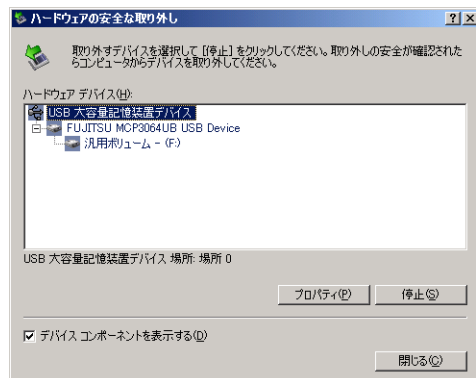 ハードウェアの安全な取り外し
取り外すデバイスを選択して [停止] をクリックしてください。取り外しの安全が確認された
らコンピュータからデバイスを取り外してください。
ハードウェア デバイス(H):
USB 大容量記憶装置デバイス
FUJITSU MCP3064UB USB Device
汎用ボリューム - (F:)
USB 大容量記憶装置デバイス 場所: 場所 0
プロパティ(P)
停止(S)
デバイス コンポーネントを表示する(D)
閉じる(C)